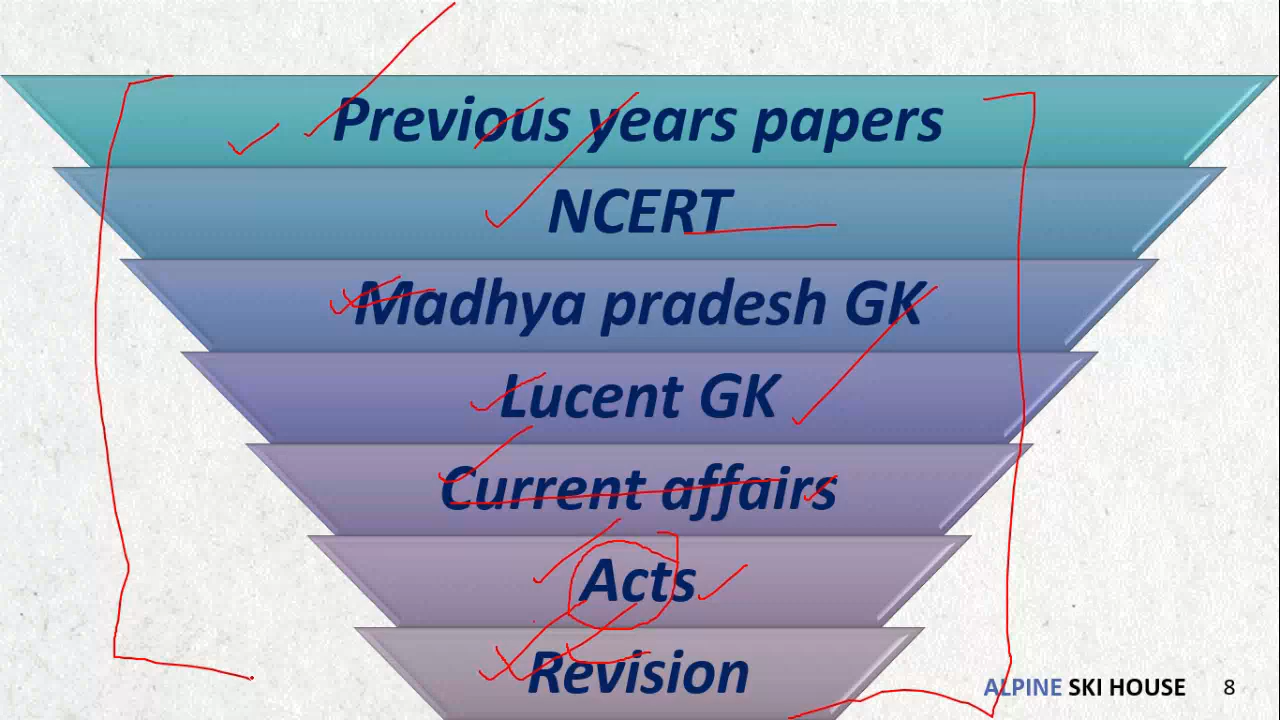 Previous years papers
NCERT
Madhya pradesh GK
Lucent GK
Current affairs
Acts
Revision
ALPINE SKI HOUSE 8